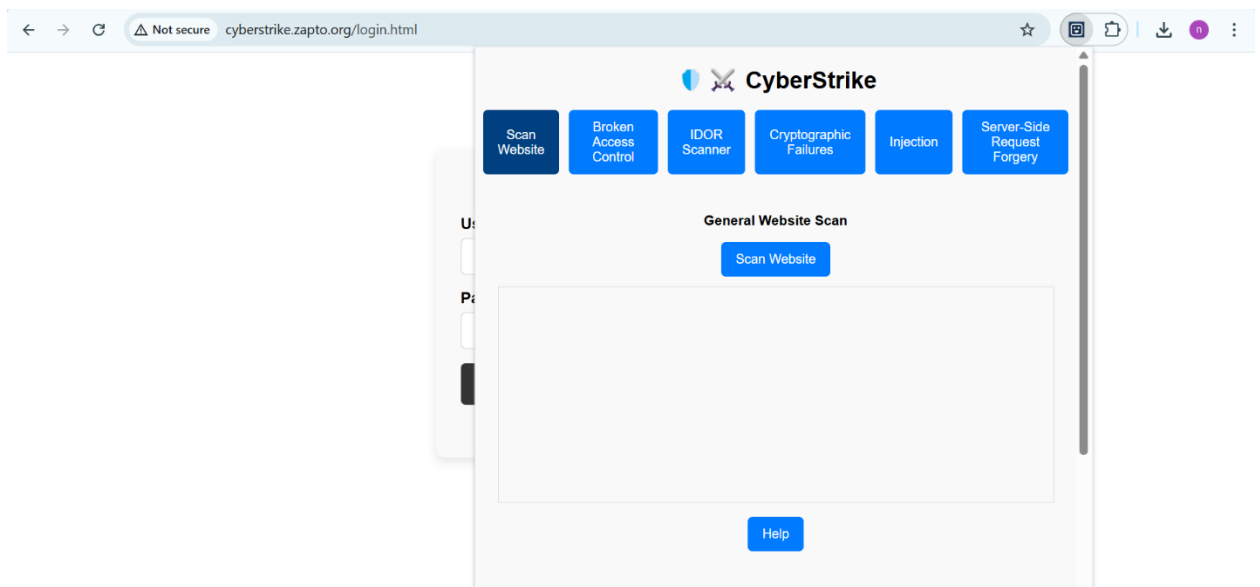 Not secure cyberstrike.zapto.org/login.html
n
CyberStrike
Scan
Website
Broken
Access
Control
IDOR
Scanner
Cryptographic
Failures
Injection
Server-Side
Request
Forgery
General Website Scan
Us
Scan Website
Pa
Help